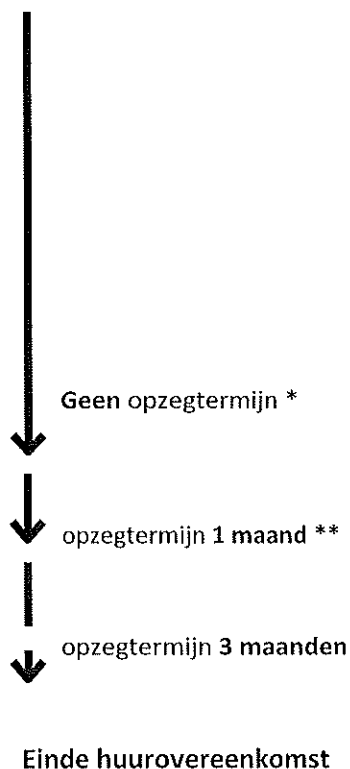 Geen opzegtermijn *
opzegtermijn 1 maand **
opzegtermijn 3 maanden
Einde huurovereenkomst